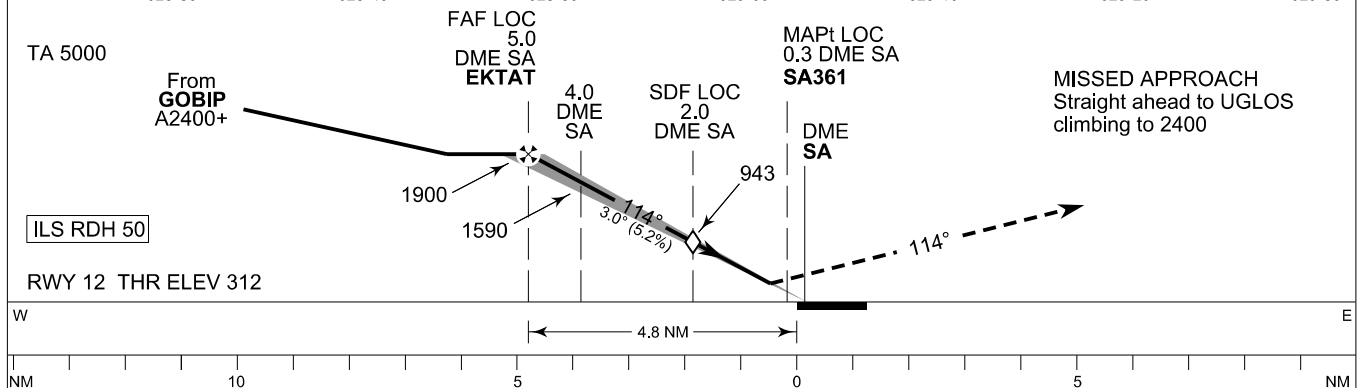 FAF LOC
5.0
DME SA
EKTAT
MAPt LOC
0.3 DME SA
SA361
TA 5000
From
GOBIP
A2400+
4.0
DME
SA
SDF LOC
2.0
DME SA
MISSED APPROACH
Straight ahead to UGLOS
climbing to 2400
DME
SA
1900
943
1590
114°
3.0° (5.2%)
114°
ILS RDH 50
RWY 12 THR ELEV 312
W
E
4.8 NM
NM
10
5
0
5
NM